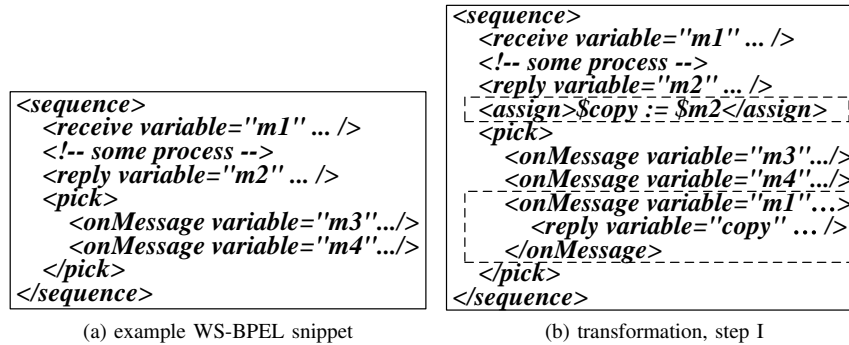 <sequence>
<receive variable="m1" ... />
<!-- some process -->
<reply variable="m2" ... />
<pick>
<onMessage variable="m3".../>
<onMessage variable="m4".../>
</pick>
</sequence>
(a) example WS-BPEL snippet
<sequence>
<receive variable="m1" ... />
<!-- some process -->
<reply variable="m2" ... />
<assign>$copy := $m2</assign>
<pick>
<onMessage variable="m3".../>
<onMessage variable="m4".../>
<onMessage variable="m1"...>
<reply variable="copy" ... />
</onMessage>
</pick>
</sequence>
(b) transformation, step I